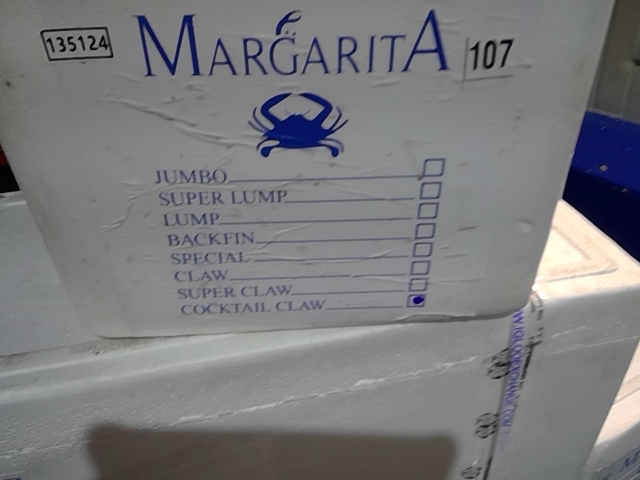 135124
MARGARITA
107
JUMBO
SUPER LUMP
LUMP
BACKFIN
SPECIAL
CLAW
SUPER CLAW
COCKTAIL CLAW